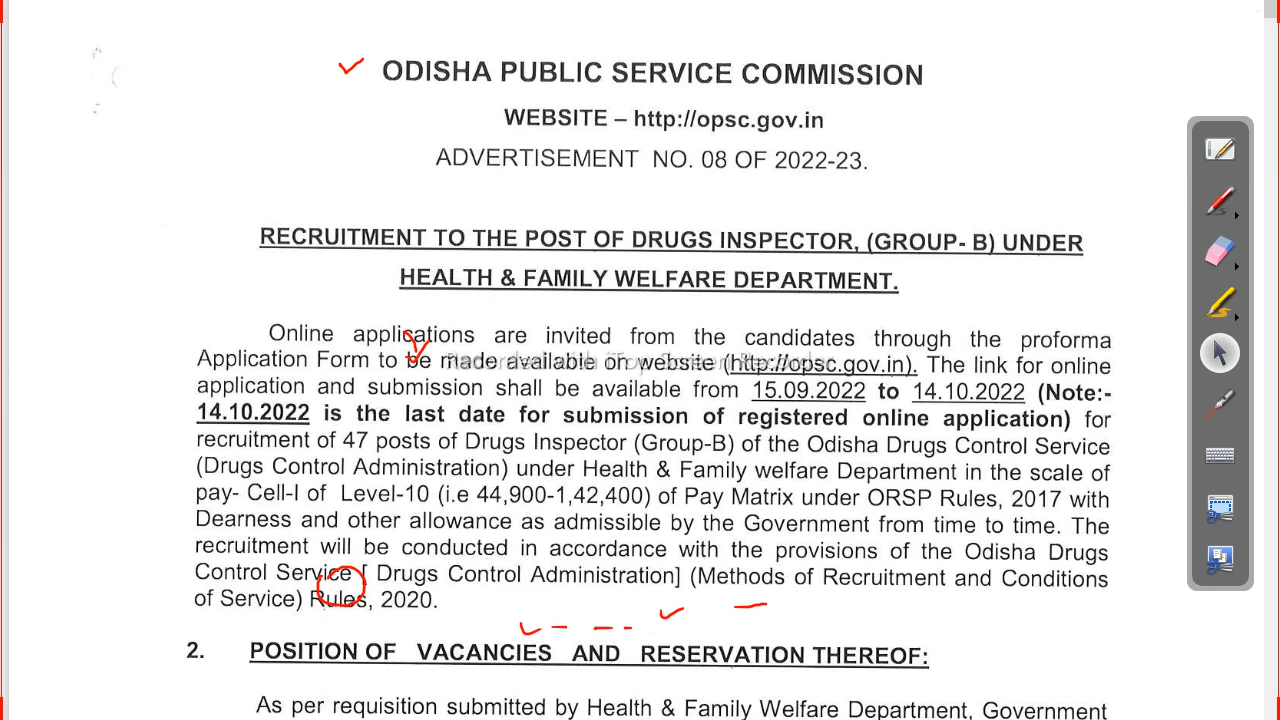 ODISHA PUBLIC SERVICE COMMISSION
WEBSITE – http://opsc.gov.in
ADVERTISEMENT NO. 08 OF 2022-23.
RECRUITMENT TO THE POST OF DRUGS INSPECTOR, (GROUP- B) UNDER
HEALTH & FAMILY WELFARE DEPARTMENT.
Online applications are invited from the candidates through the proforma
Application Form to be made available on website (http://opsc.gov.in). The link for online
application and submission shall be available from 15.09.2022 to 14.10.2022 (Note:-
14.10.2022 is the last date for submission of registered online application) for
recruitment of 47 posts of Drugs Inspector (Group-B) of the Odisha Drugs Control Service
(Drugs Control Administration) under Health & Family welfare Department in the scale of
pay- Cell-I of Level-10 (i.e 44,900-1,42,400) of Pay Matrix under ORSP Rules, 2017 with
Dearness and other allowance as admissible by the Government from time to time. The
recruitment will be conducted in accordance with the provisions of the Odisha Drugs
Control Service [ Drugs Control Administration] (Methods of Recruitment and Conditions
of Service) Rules, 2020.
2. POSITION OF VACANCIES AND RESERVATION THEREOF:
As per requisition submitted by Health & Family Welfare Department, Government